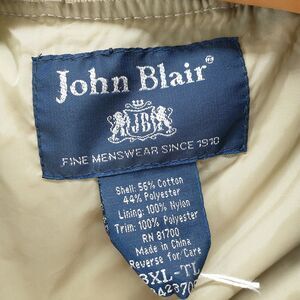 John Blair®
JB
FINE MENSWEAR SINCE 1910
Shell: 56% Cotton
44% Polyester
Lining: 100% Nylon
Trim: 100% Polyester
RN 81700
Made in China
Reverse For Care
3XL-TL